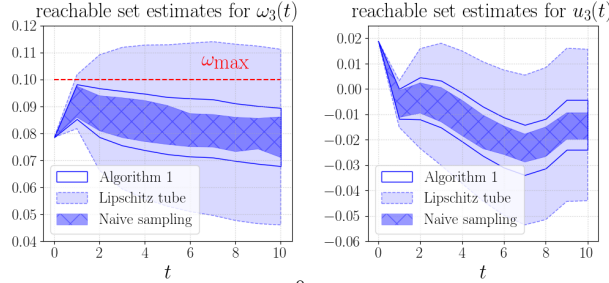 reachable set estimates for ω₃(t)
0.12
0.11
0.10
0.09
0.08
0.07
0.06
0.05
0.04
ωmax
Algorithm 1
Lipschitz tube
Naive sampling
0 2 4 6 8 10
t
reachable set estimates for u₃(t)
0.02
0.01
0.00
−0.01
−0.02
−0.03
−0.04
−0.05
−0.06
Algorithm 1
Lipschitz tube
Naive sampling
0 2 4 6 8 10
t